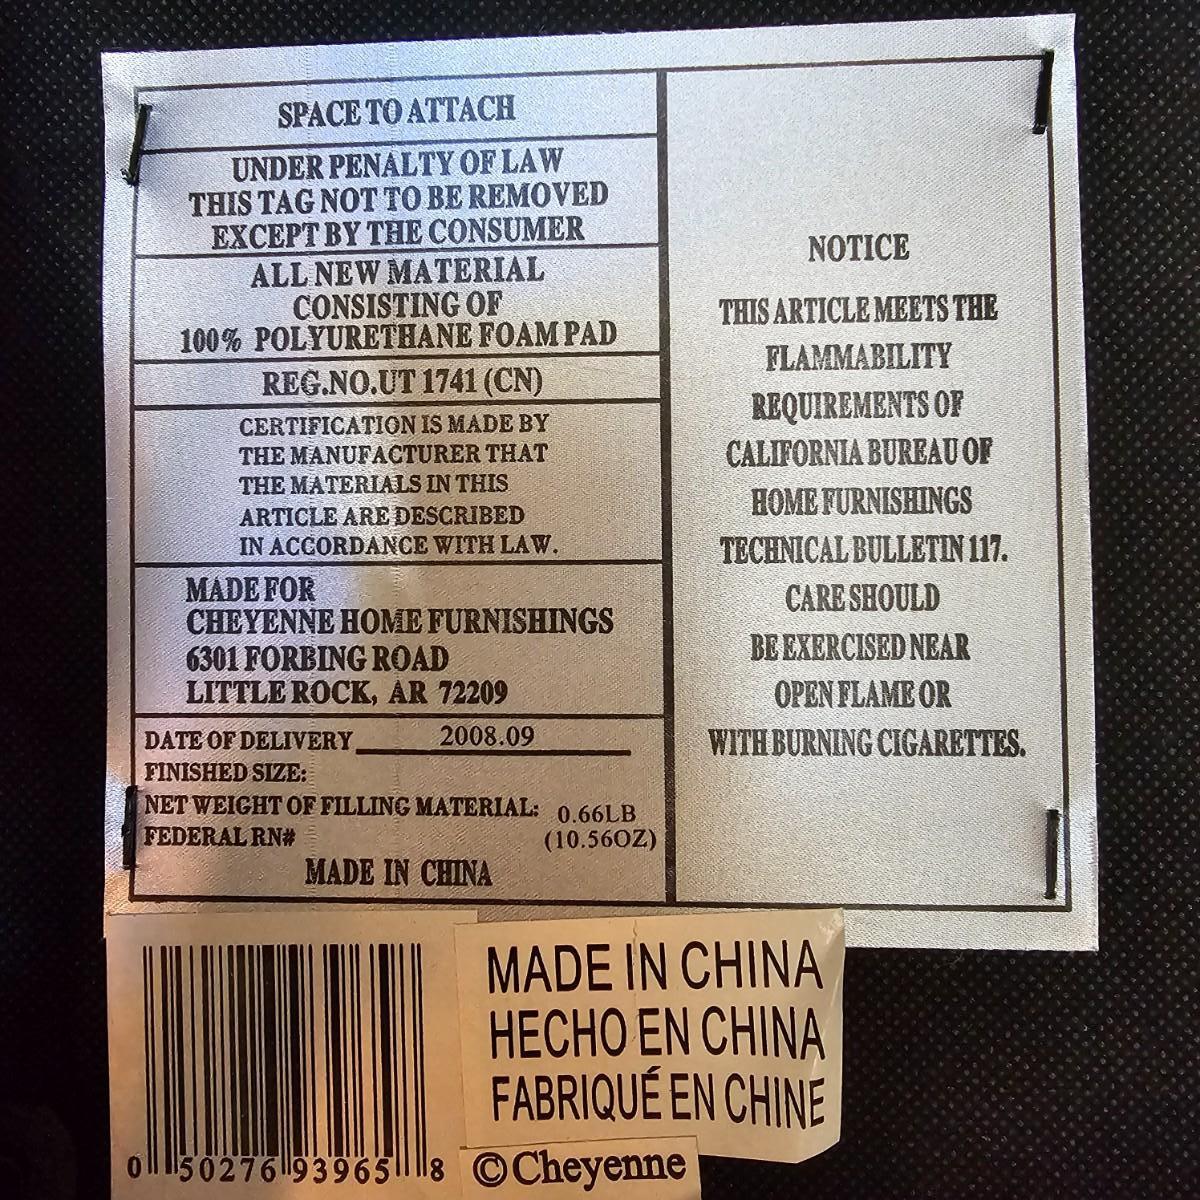 SPACE TO ATTACH
UNDER PENALTY OF LAW
THIS TAG NOT TO BE REMOVED
EXCEPT BY THE CONSUMER
ALL NEW MATERIAL
CONSISTING OF
100% POLYURETHANE FOAM PAD
REG.NO.UT 1741 (CN)
CERTIFICATION IS MADE BY
THE MANUFACTURER THAT
THE MATERIALS IN THIS
ARTICLE ARE DESCRIBED
IN ACCORDANCE WITH LAW.
MADE FOR
CHEYENNE HOME FURNISHINGS
6301 FORBING ROAD
LITTLE ROCK, AR 72209
DATE OF DELIVERY 2008.09
FINISHED SIZE:
NET WEIGHT OF FILLING MATERIAL: 0.66LB
FEDERAL RN# (10.56OZ)
MADE IN CHINA
NOTICE
THIS ARTICLE MEETS THE
FLAMMABILITY
REQUIREMENTS OF
CALIFORNIA BUREAU OF
HOME FURNISHINGS
TECHNICAL BULLETIN 117.
CARE SHOULD
BE EXERCISED NEAR
OPEN FLAME OR
WITH BURNING CIGARETTES.
0 50276 93965 8
MADE IN CHINA
HECHO EN CHINA
FABRIQUÉ EN CHINE
©Cheyenne